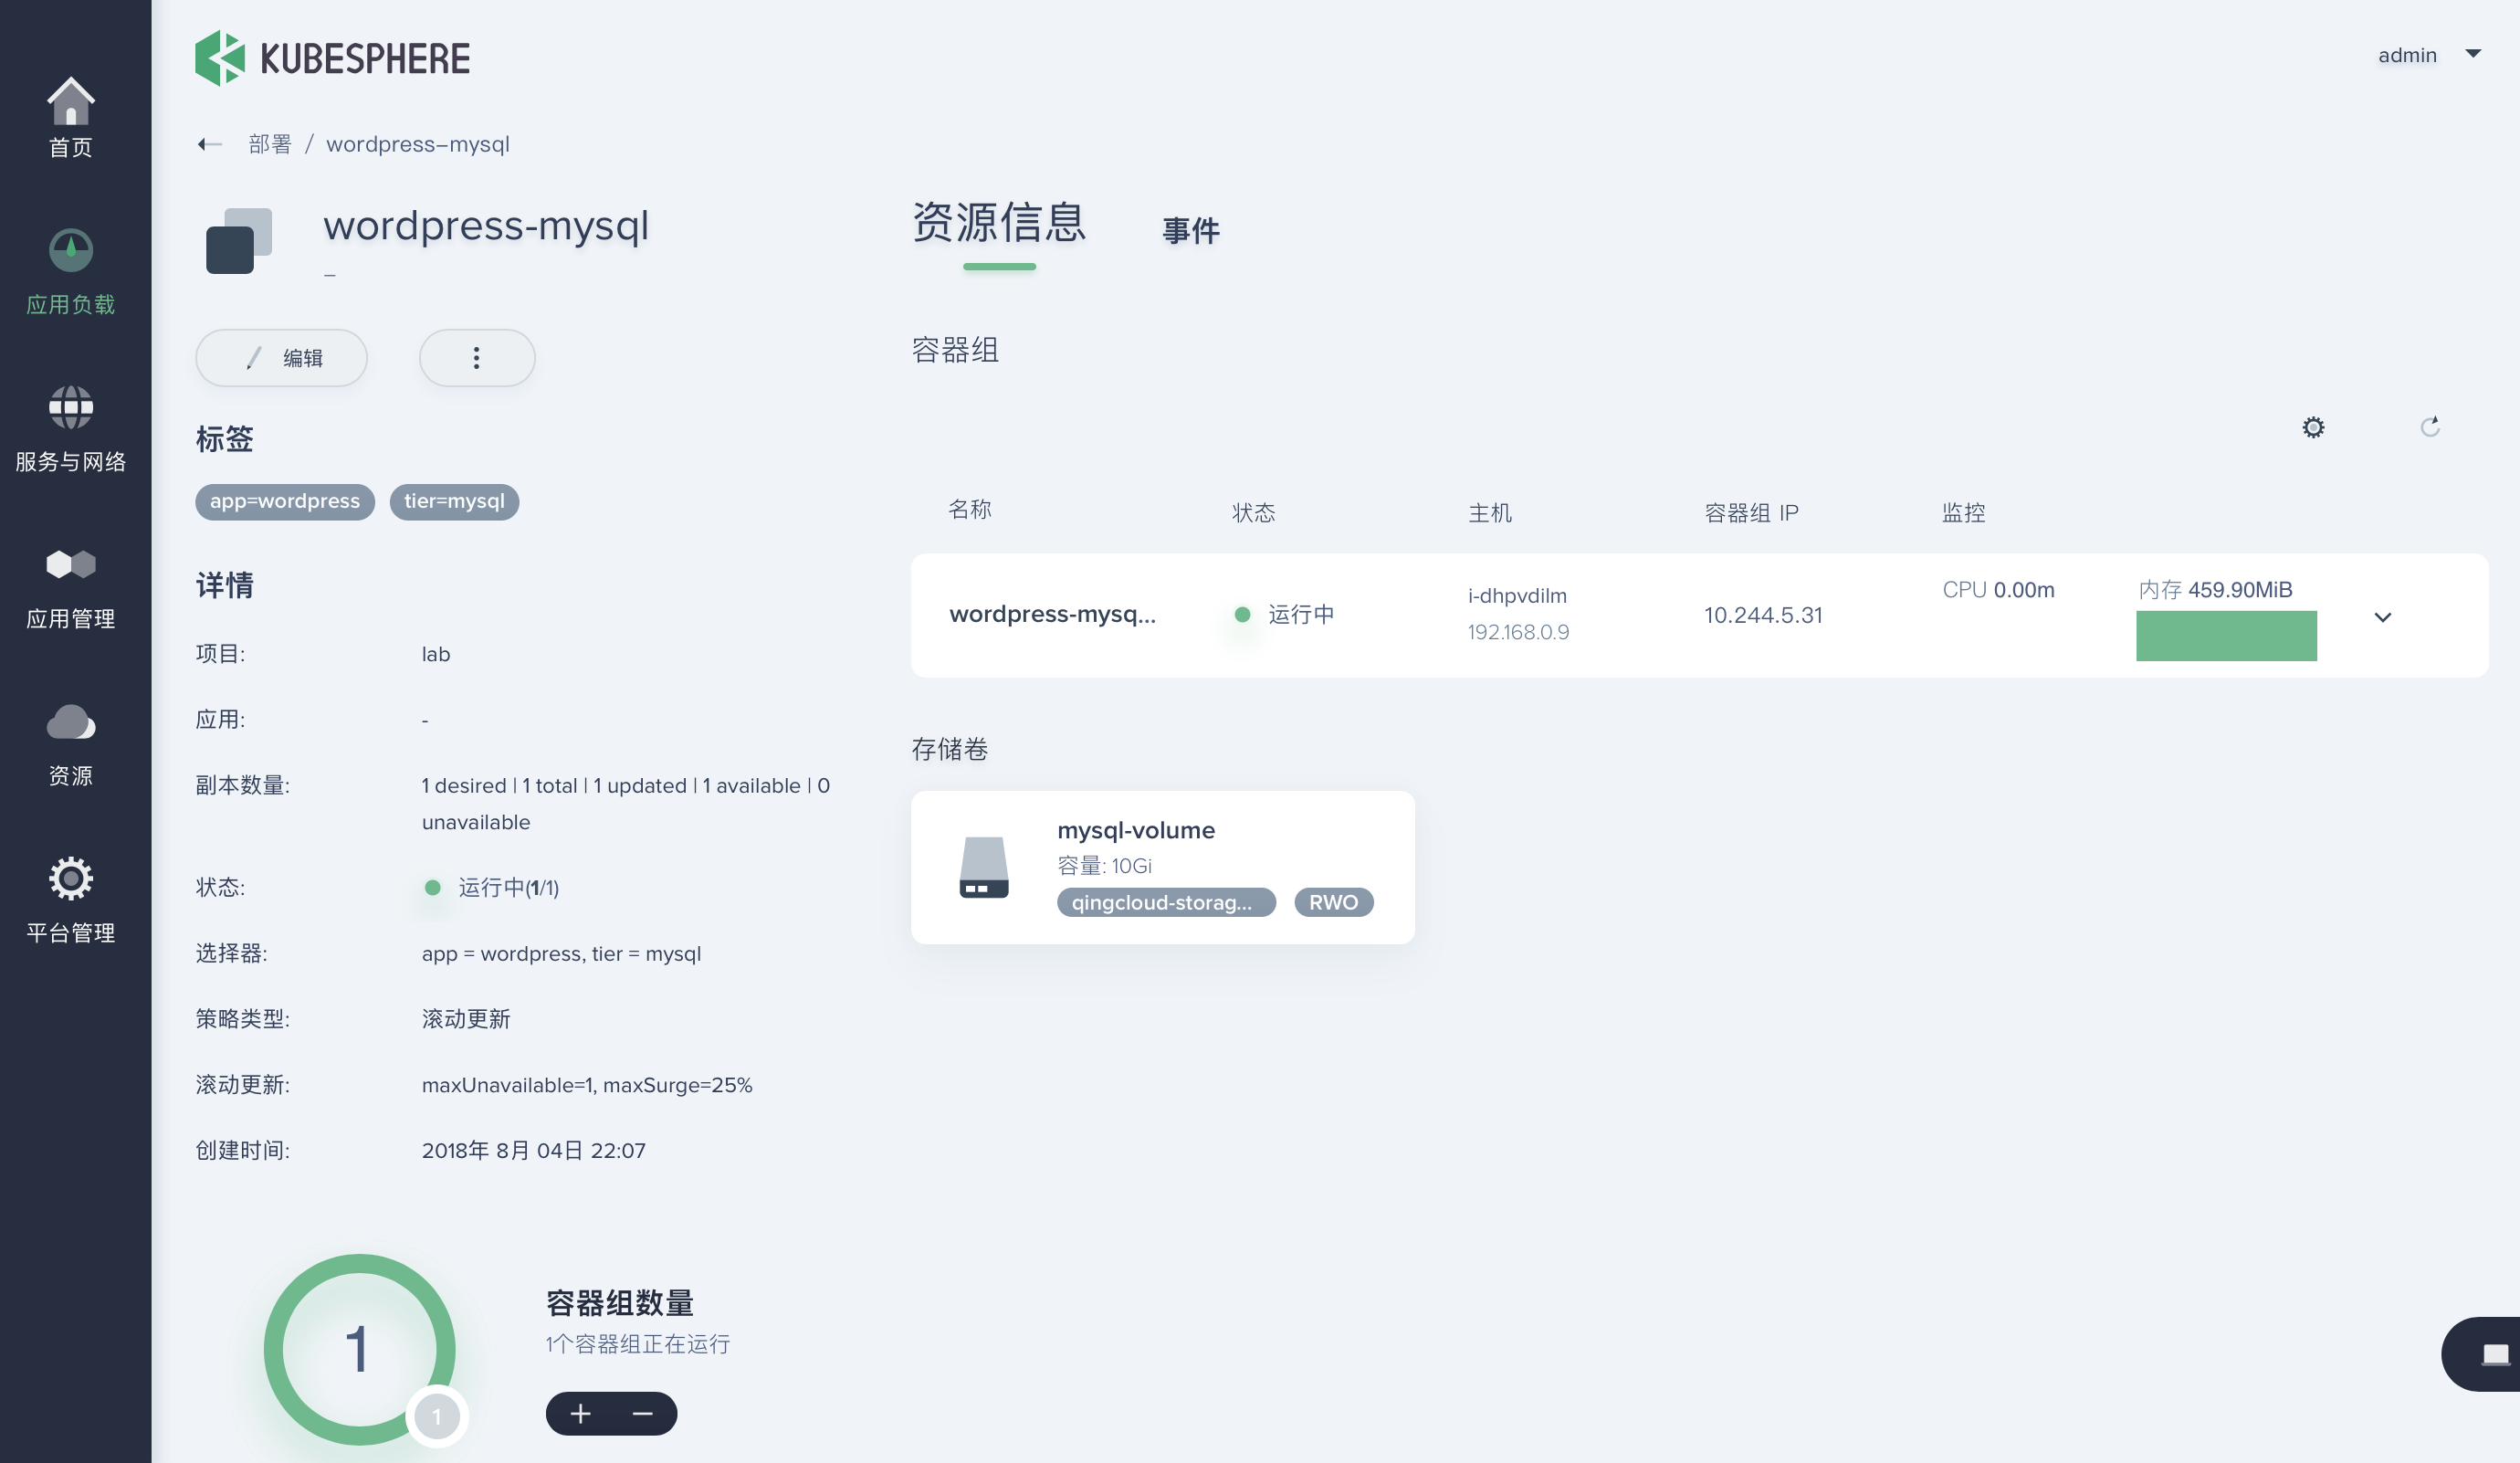 首页
应用负载
服务与网络
应用管理
资源
平台管理
KUBESPHERE
admin
部署 / wordpress–mysql
wordpress-mysql
–
编辑
标签
app=wordpress tier=mysql
详情
项目: lab
应用: -
副本数量: 1 desired | 1 total | 1 updated | 1 available | 0
unavailable
状态: 运行中(1/1)
选择器: app = wordpress, tier = mysql
策略类型: 滚动更新
滚动更新: maxUnavailable=1, maxSurge=25%
创建时间: 2018年 8月 04日 22:07
1
1
容器组数量
1个容器组正在运行
资源信息 事件
容器组
名称 状态 主机 容器组 IP 监控
wordpress-mysq... 运行中 i-dhpvdilm 10.244.5.31 CPU 0.00m 内存 459.90MiB
192.168.0.9
存储卷
mysql-volume
容量: 10Gi
qingcloud-storag... RWO